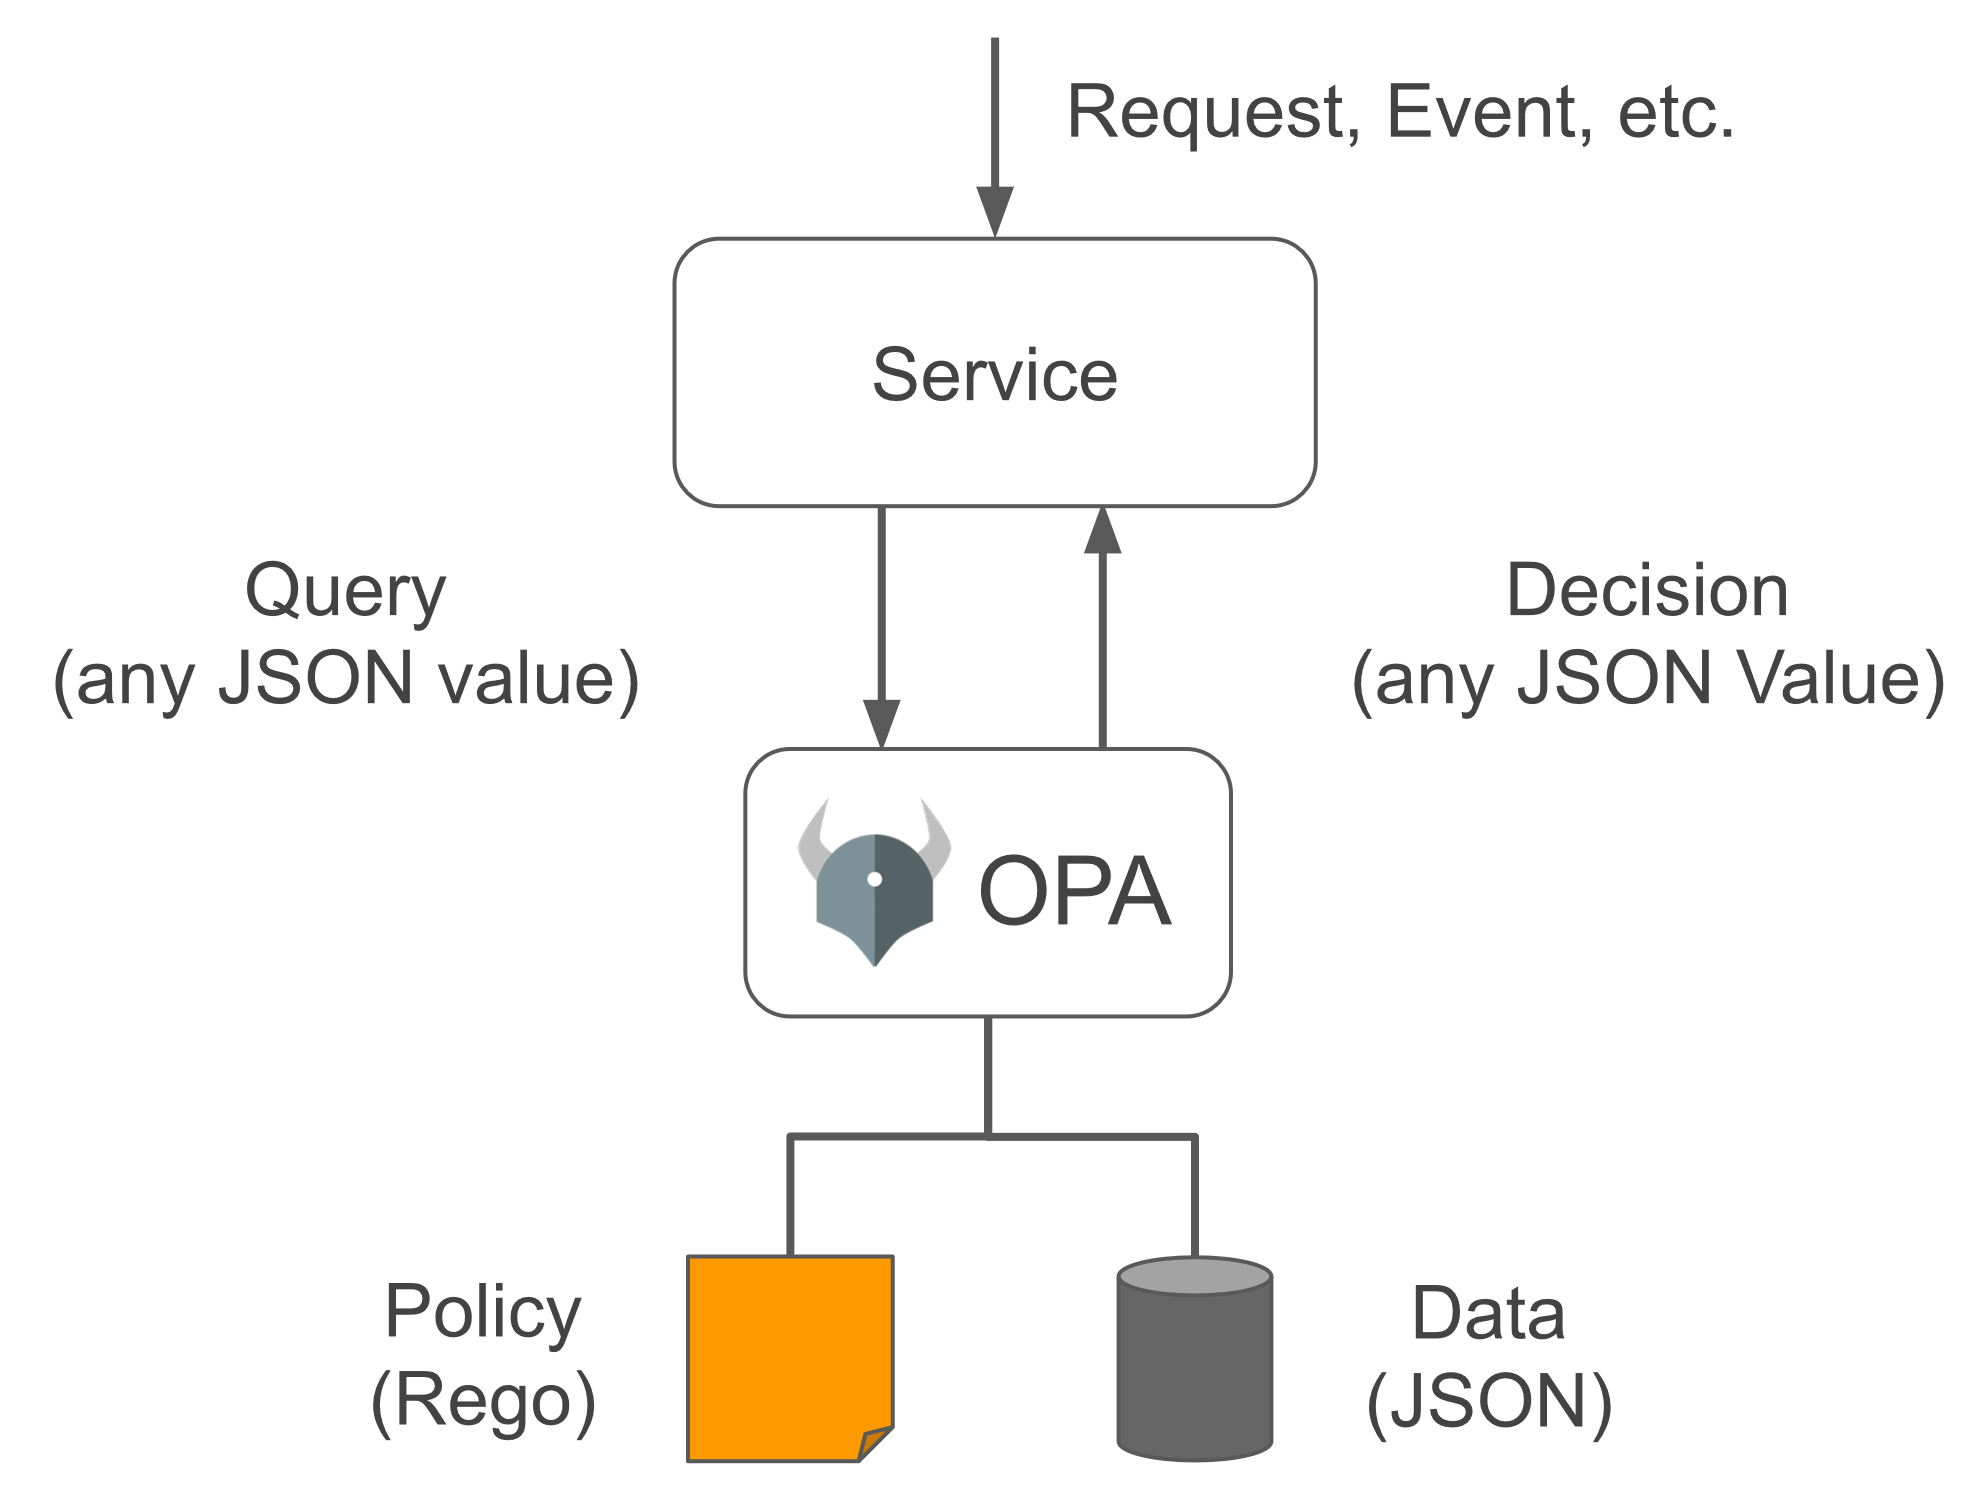 Request, Event, etc.
Service
Query
(any JSON value)
Decision
(any JSON Value)
OPA
Policy
(Rego)
Data
(JSON)